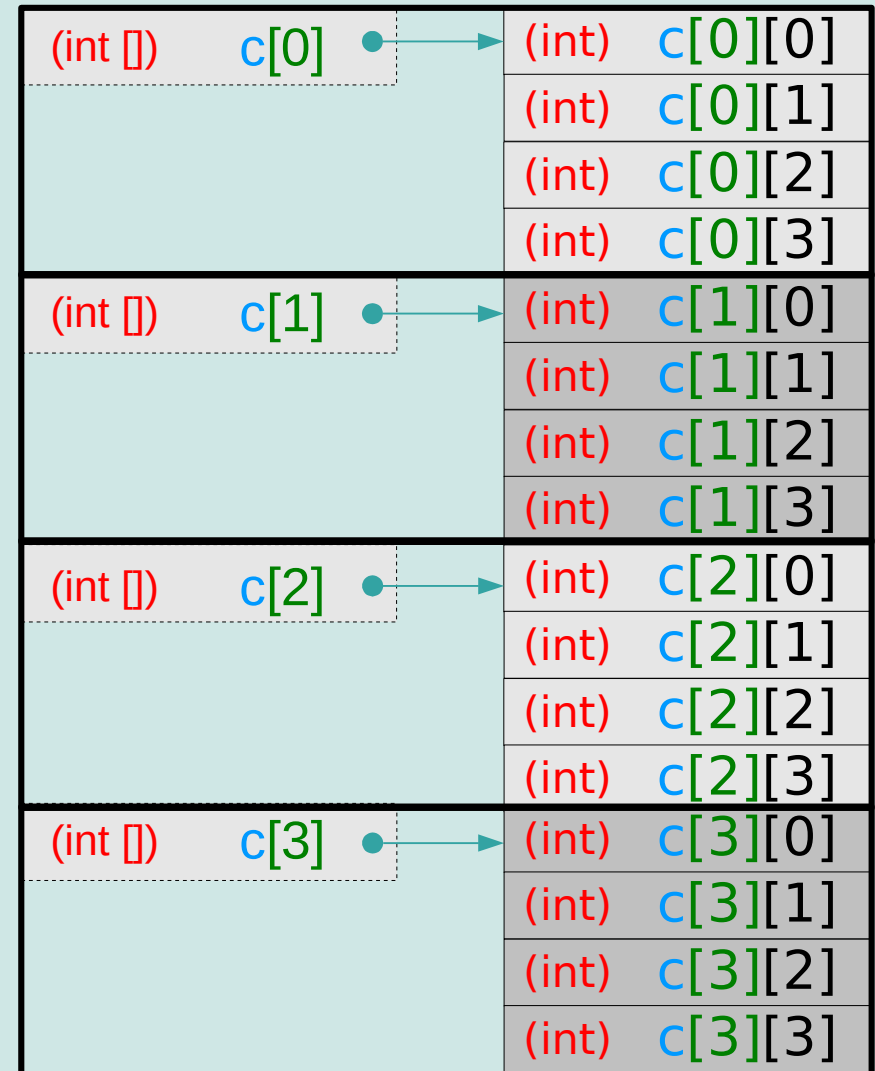 (int []) c[0] (int) c[0][0]
(int) c[0][1]
(int) c[0][2]
(int) c[0][3]
(int []) c[1] (int) c[1][0]
(int) c[1][1]
(int) c[1][2]
(int) c[1][3]
(int []) c[2] (int) c[2][0]
(int) c[2][1]
(int) c[2][2]
(int) c[2][3]
(int []) c[3] (int) c[3][0]
(int) c[3][1]
(int) c[3][2]
(int) c[3][3]